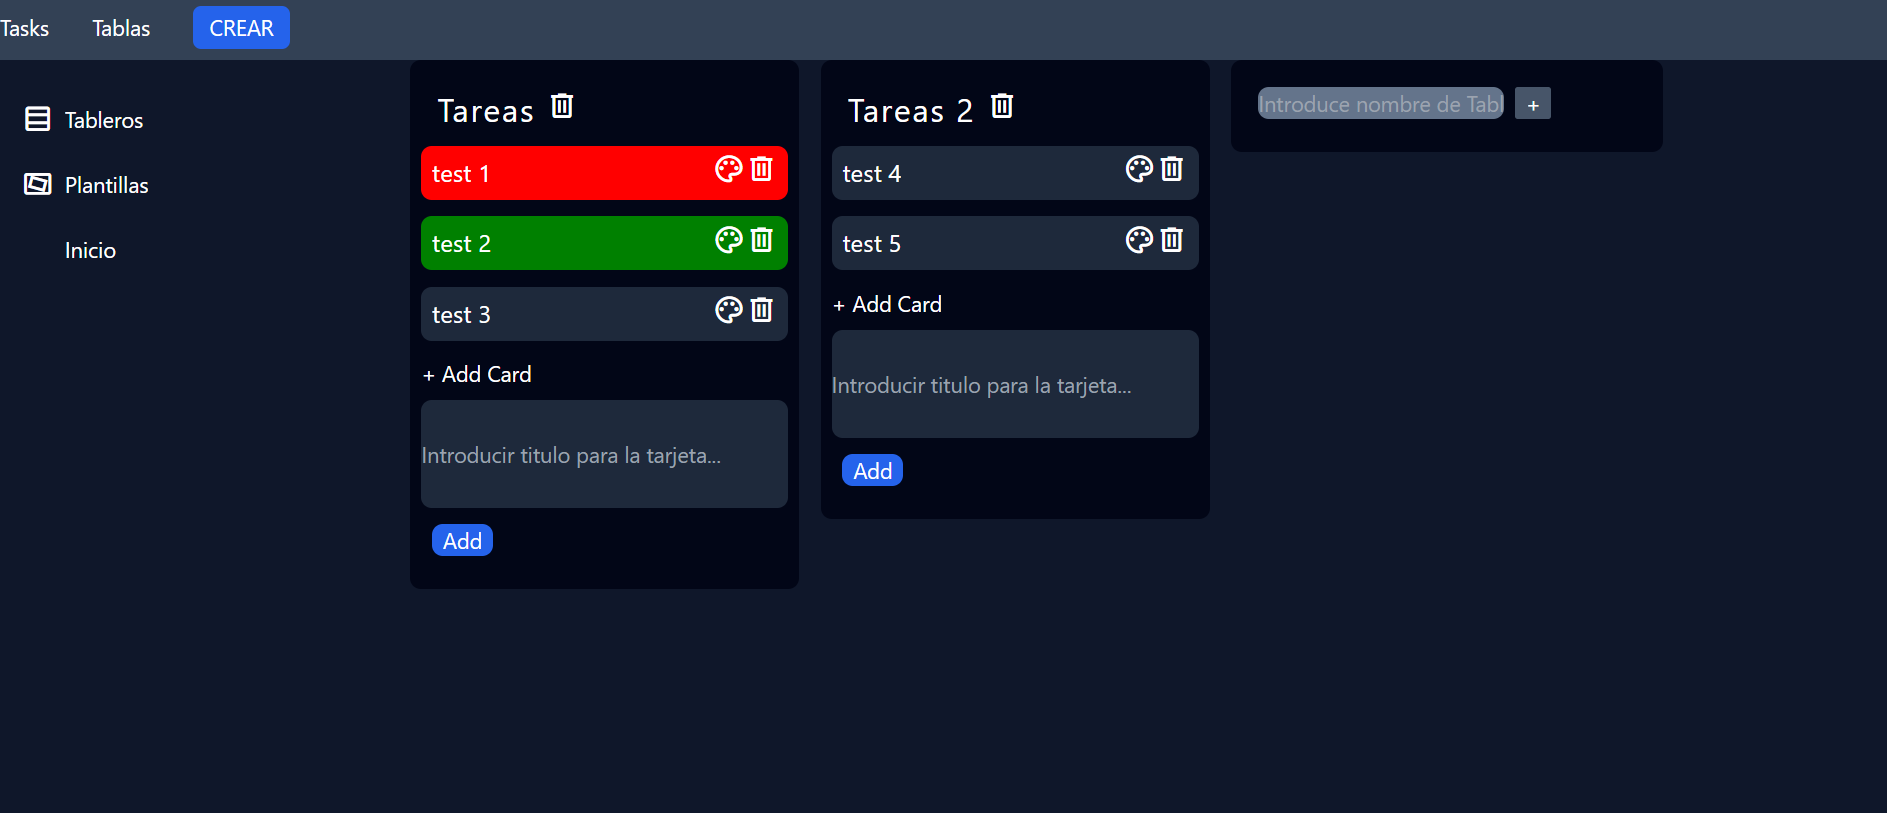 Tasks
Tablas
CREAR
Tableros
Plantillas
Inicio
Tareas
test 1
test 2
test 3
+ Add Card
Introducir titulo para la tarjeta...
Add
Tareas 2
test 4
test 5
+ Add Card
Introducir titulo para la tarjeta...
Add
Introduce nombre de Tabl
+